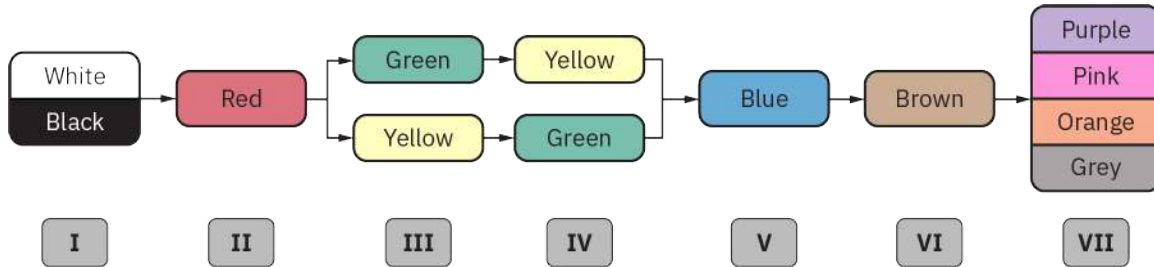 White
Black
Red
Green
Yellow
Yellow
Green
Blue
Brown
Purple
Pink
Orange
Grey
I
II
III
IV
V
VI
VII